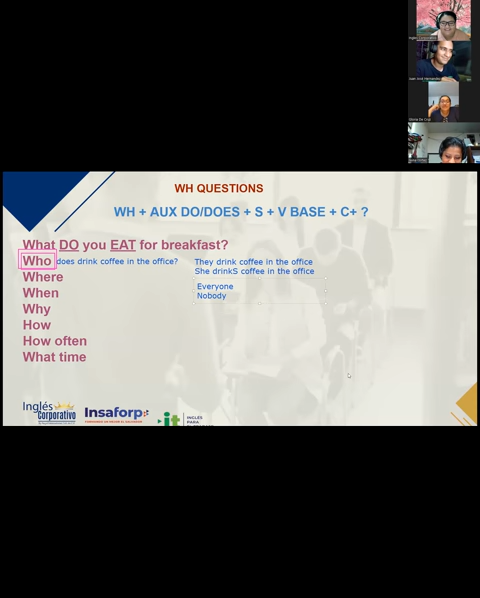 WH QUESTIONS
WH + AUX DO/DOES + S + V BASE + C+ ?
What DO you EAT for breakfast?
Who does drink coffee in the office?
They drink coffee in the office
She drinkS coffee in the office
Where
Everyone
When
Nobody
Why
How
How often
What time
Inglés
Corporativo
Insaforp
it
INGLÉS
PARA